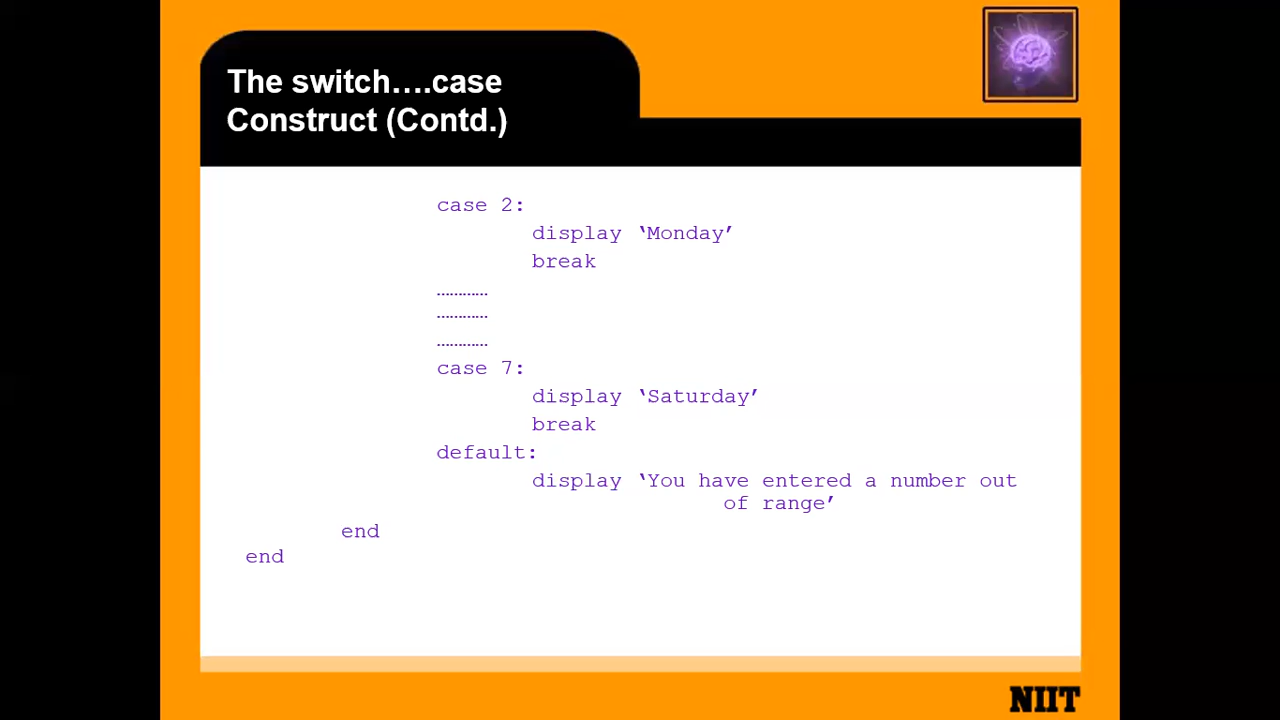 The switch….case
Construct (Contd.)
case 2:
display ‘Monday’
break
…………
…………
…………
case 7:
display ‘Saturday’
break
default:
display ‘You have entered a number out
of range’
end
end
NIIT